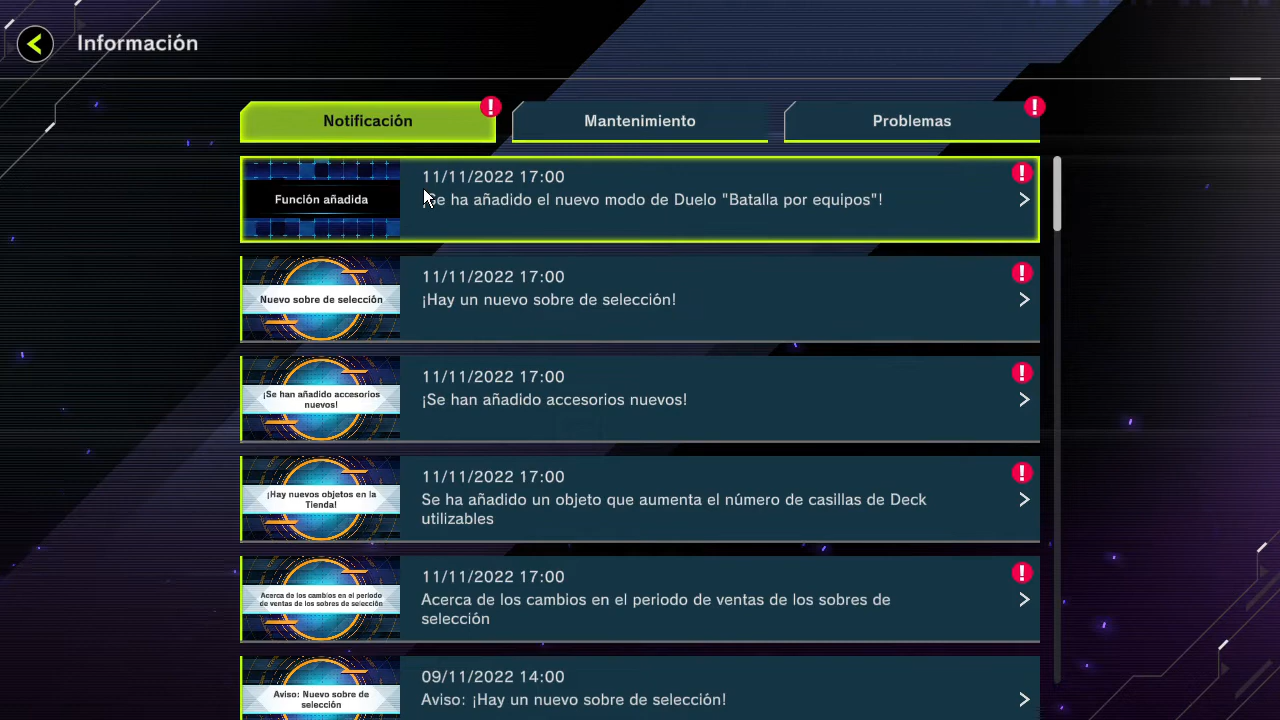 Información
Notificación
Mantenimiento
Problemas
Función añadida
11/11/2022 17:00
¡Se ha añadido el nuevo modo de Duelo "Batalla por equipos"!
Nuevo sobre de selección
11/11/2022 17:00
¡Hay un nuevo sobre de selección!
¡Se han añadido accesorios
nuevos!
11/11/2022 17:00
¡Se han añadido accesorios nuevos!
¡Hay nuevos objetos en la
Tienda!
11/11/2022 17:00
Se ha añadido un objeto que aumenta el número de casillas de Deck
utilizables
Acerca de los cambios en el periodo
de ventas de los sobres de selección
11/11/2022 17:00
Acerca de los cambios en el periodo de ventas de los sobres de
selección
Aviso: Nuevo sobre de
selección
09/11/2022 14:00
Aviso: ¡Hay un nuevo sobre de selección!